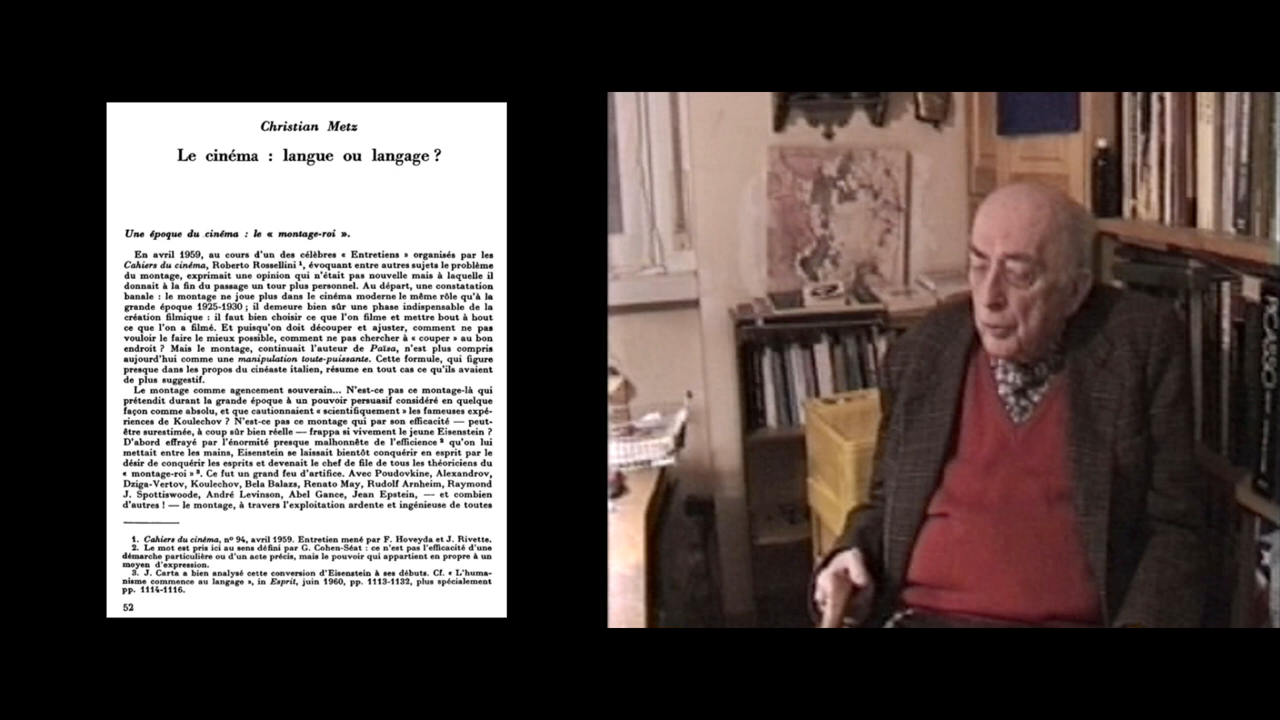 Christian Metz
Le cinéma : langue ou langage ?
Une époque du cinéma : le « montage-roi ».
En avril 1959, au cours d'un des célèbres « Entretiens » organisés par les
Cahiers du cinéma, Roberto Rossellini ¹, évoquant entre autres sujets le problème
du montage, exprimait une opinion qui n'était pas nouvelle mais à laquelle il
donnait à la fin du passage un tour plus personnel. Au départ, une constatation
banale : le montage ne joue plus dans le cinéma moderne le même rôle qu'à la
grande époque 1925-1930 ; il demeure bien sûr une phase indispensable de la
création filmique : il faut bien choisir ce que l'on filme et mettre bout à bout
ce que l'on a filmé. Et puisqu'on doit découper et ajuster, comment ne pas
vouloir le faire le mieux possible, comment ne pas chercher à « couper » au bon
endroit ? Mais le montage, continuait l'auteur de Païsa, n'est plus compris
aujourd'hui comme une manipulation toute-puissante. Cette formule, qui figure
presque dans les propos du cinéaste italien, résume en tout cas ce qu'ils avaient
de plus suggestif.
Le montage comme agencement souverain... N'est-ce pas ce montage-là qui
prétendit durant la grande époque à un pouvoir persuasif considéré en quelque
façon comme absolu, et que cautionnaient « scientifiquement » les fameuses expé-
riences de Koulechov ? N'est-ce pas ce montage qui par son efficacité — peut-
être surestimée, à coup sûr bien réelle — frappa si vivement le jeune Eisenstein ?
D'abord effrayé par l'énormité presque malhonnête de l'efficience ² qu'on lui
mettait entre les mains, Eisenstein se laissait bientôt conquérir en esprit par le
désir de conquérir les esprits et devenait le chef de file de tous les théoriciens du
« montage-roi » ³. Ce fut un grand feu d'artifice. Avec Poudovkine, Alexandrov,
Dziga-Vertov, Koulechov, Bela Balazs, Renato May, Rudolf Arnheim, Raymond
J. Spottiswoode, André Levinson, Abel Gance, Jean Epstein, — et combien
d'autres ! — le montage, à travers l'exploitation ardente et ingénieuse de toutes
1. Cahiers du cinéma, nº 94, avril 1959. Entretien mené par F. Hoveyda et J. Rivette.
2. Le mot est pris ici au sens défini par G. Cohen-Séat : ce n'est pas l'efficacité d'une
démarche particulière ou d'un acte précis, mais le pouvoir qui appartient en propre à un
moyen d'expression.
3. J. Carta a bien analysé cette conversion d'Eisenstein à ses débuts. Cf. « L'huma-
nisme commence au langage », in Esprit, juin 1960, pp. 1113-1132, plus spécialement
pp. 1114-1116.
52
PICASSO